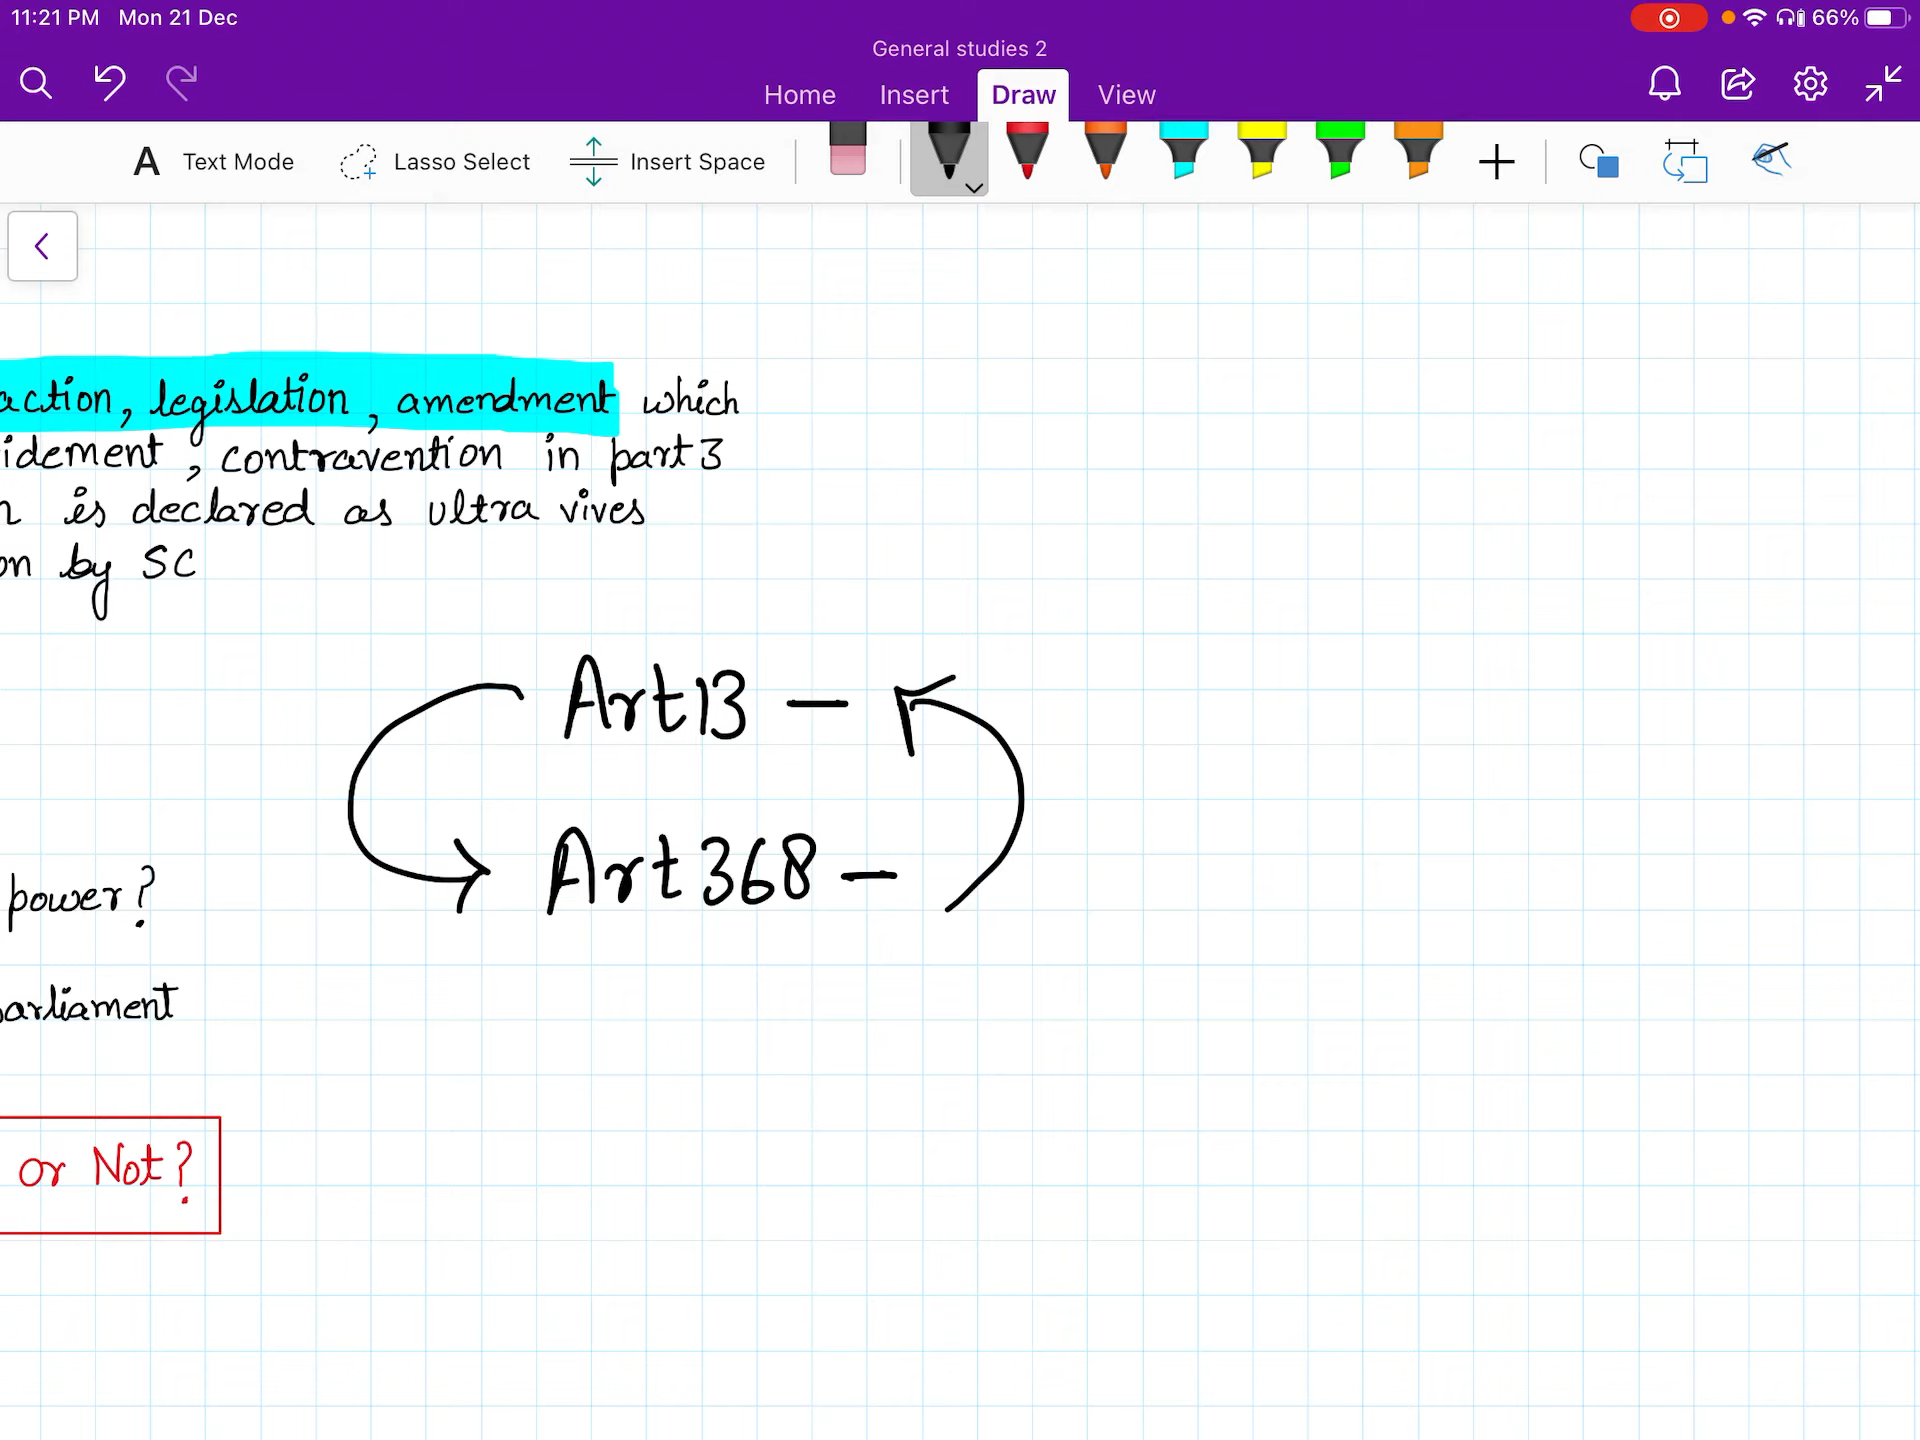 11:21 PM Mon 21 Dec
66%
General studies 2
Home Insert Draw View
A Text Mode Lasso Select Insert Space
action, legislation, amendment which
idement, contravention in part 3
n is declared as ultra vives
on by SC
Art 13 -
Art 368 -
power?
parliament
or Not?